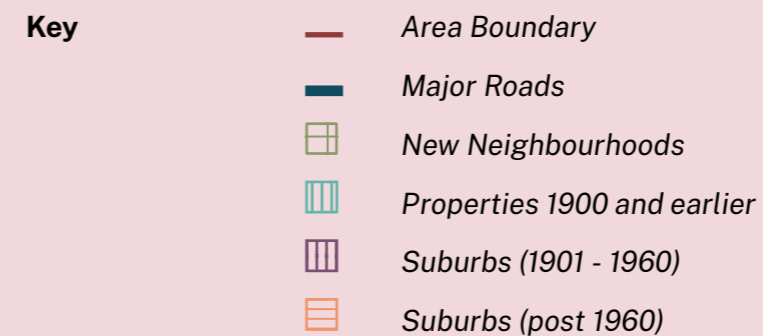 Key
Area Boundary
Major Roads
New Neighbourhoods
Properties 1900 and earlier
Suburbs (1901 - 1960)
Suburbs (post 1960)